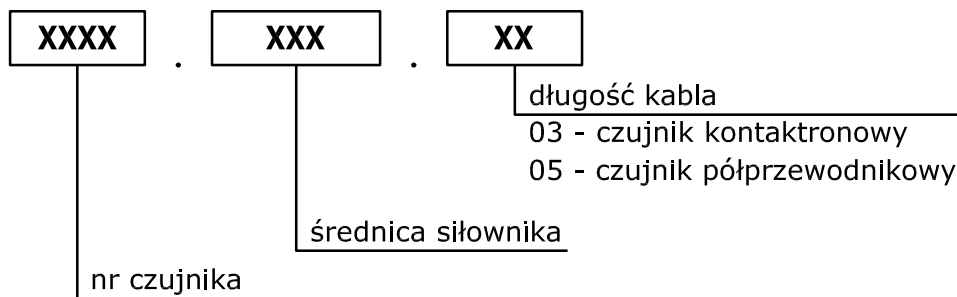 XXXX . XXX . XX
długość kabla
03 - czujnik kontaktronowy
05 - czujnik półprzewodnikowy
średnica siłownika
nr czujnika